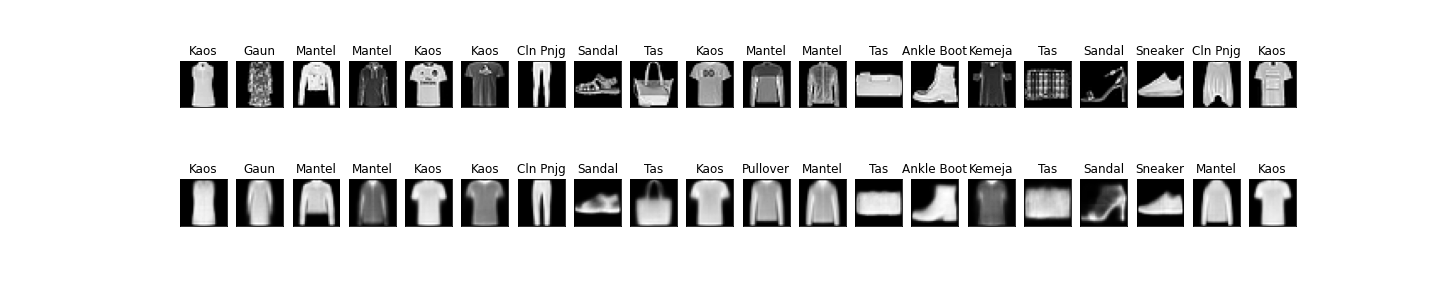 Kaos Gaun Mantel Mantel Kaos Kaos Cln Pnjg Sandal Tas Kaos Mantel Mantel Tas Ankle Boot Kemeja Tas Sandal Sneaker Cln Pnjg Kaos
Kaos Gaun Mantel Mantel Kaos Kaos Cln Pnjg Sandal Tas Kaos Pullover Mantel Tas Ankle Boot Kemeja Tas Sandal Sneaker Mantel Kaos